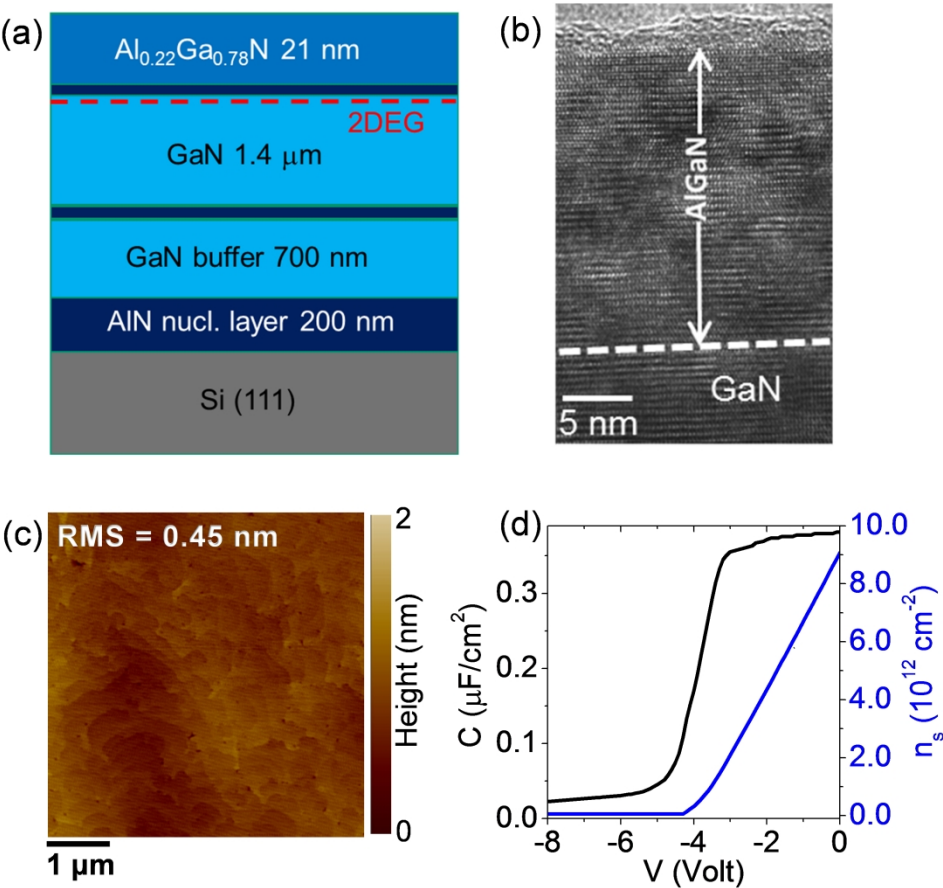 (a)
Al0.22Ga0.78N 21 nm
2DEG
GaN 1.4 μm
GaN buffer 700 nm
AlN nucl. layer 200 nm
Si (111)
(b)
AlGaN
GaN
5 nm
(c)
RMS = 0.45 nm
2
Height (nm)
0
1 μm
(d)
C (μF/cm²)
0.3
0.2
0.1
0.0
-8
-6
-4
-2
0
V (Volt)
10.0
8.0
6.0
4.0
2.0
0.0
ns (10¹² cm⁻²)